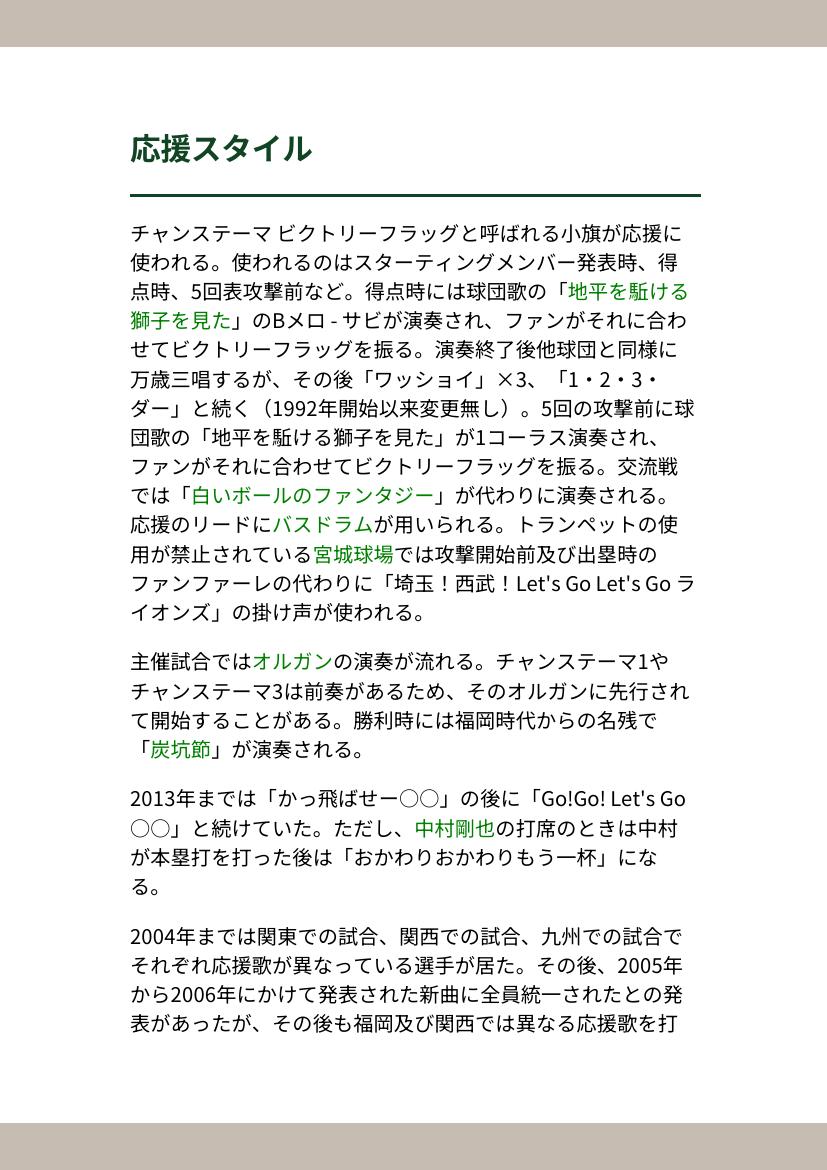 応援スタイル
チャンステーマ ビクトリーフラッグと呼ばれる小旗が応援に
使われる。使われるのはスターティングメンバー発表時、得
点時、5回表攻撃前など。得点時には球団歌の「地平を駈ける
獅子を見た」のBメロ - サビが演奏され、ファンがそれに合わ
せてビクトリーフラッグを振る。演奏終了後他球団と同様に
万歳三唱するが、その後「ワッショイ」×3、「1・2・3・
ダー」と続く（1992年開始以来変更無し）。5回の攻撃前に球
団歌の「地平を駈ける獅子を見た」が1コーラス演奏され、
ファンがそれに合わせてビクトリーフラッグを振る。交流戦
では「白いボールのファンタジー」が代わりに演奏される。
応援のリードにバスドラムが用いられる。トランペットの使
用が禁止されている宮城球場では攻撃開始前及び出塁時の
ファンファーレの代わりに「埼玉！西武！Let's Go Let's Go ラ
イオンズ」の掛け声が使われる。
主催試合ではオルガンの演奏が流れる。チャンステーマ1や
チャンステーマ3は前奏があるため、そのオルガンに先行され
て開始することがある。勝利時には福岡時代からの名残で
「炭坑節」が演奏される。
2013年までは「かっ飛ばせー○○」の後に「Go!Go! Let's Go
○○」と続けていた。ただし、中村剛也の打席のときは中村
が本塁打を打った後は「おかわりおかわりもう一杯」にな
る。
2004年までは関東での試合、関西での試合、九州での試合で
それぞれ応援歌が異なっている選手が居た。その後、2005年
から2006年にかけて発表された新曲に全員統一されたとの発
表があったが、その後も福岡及び関西では異なる応援歌を打